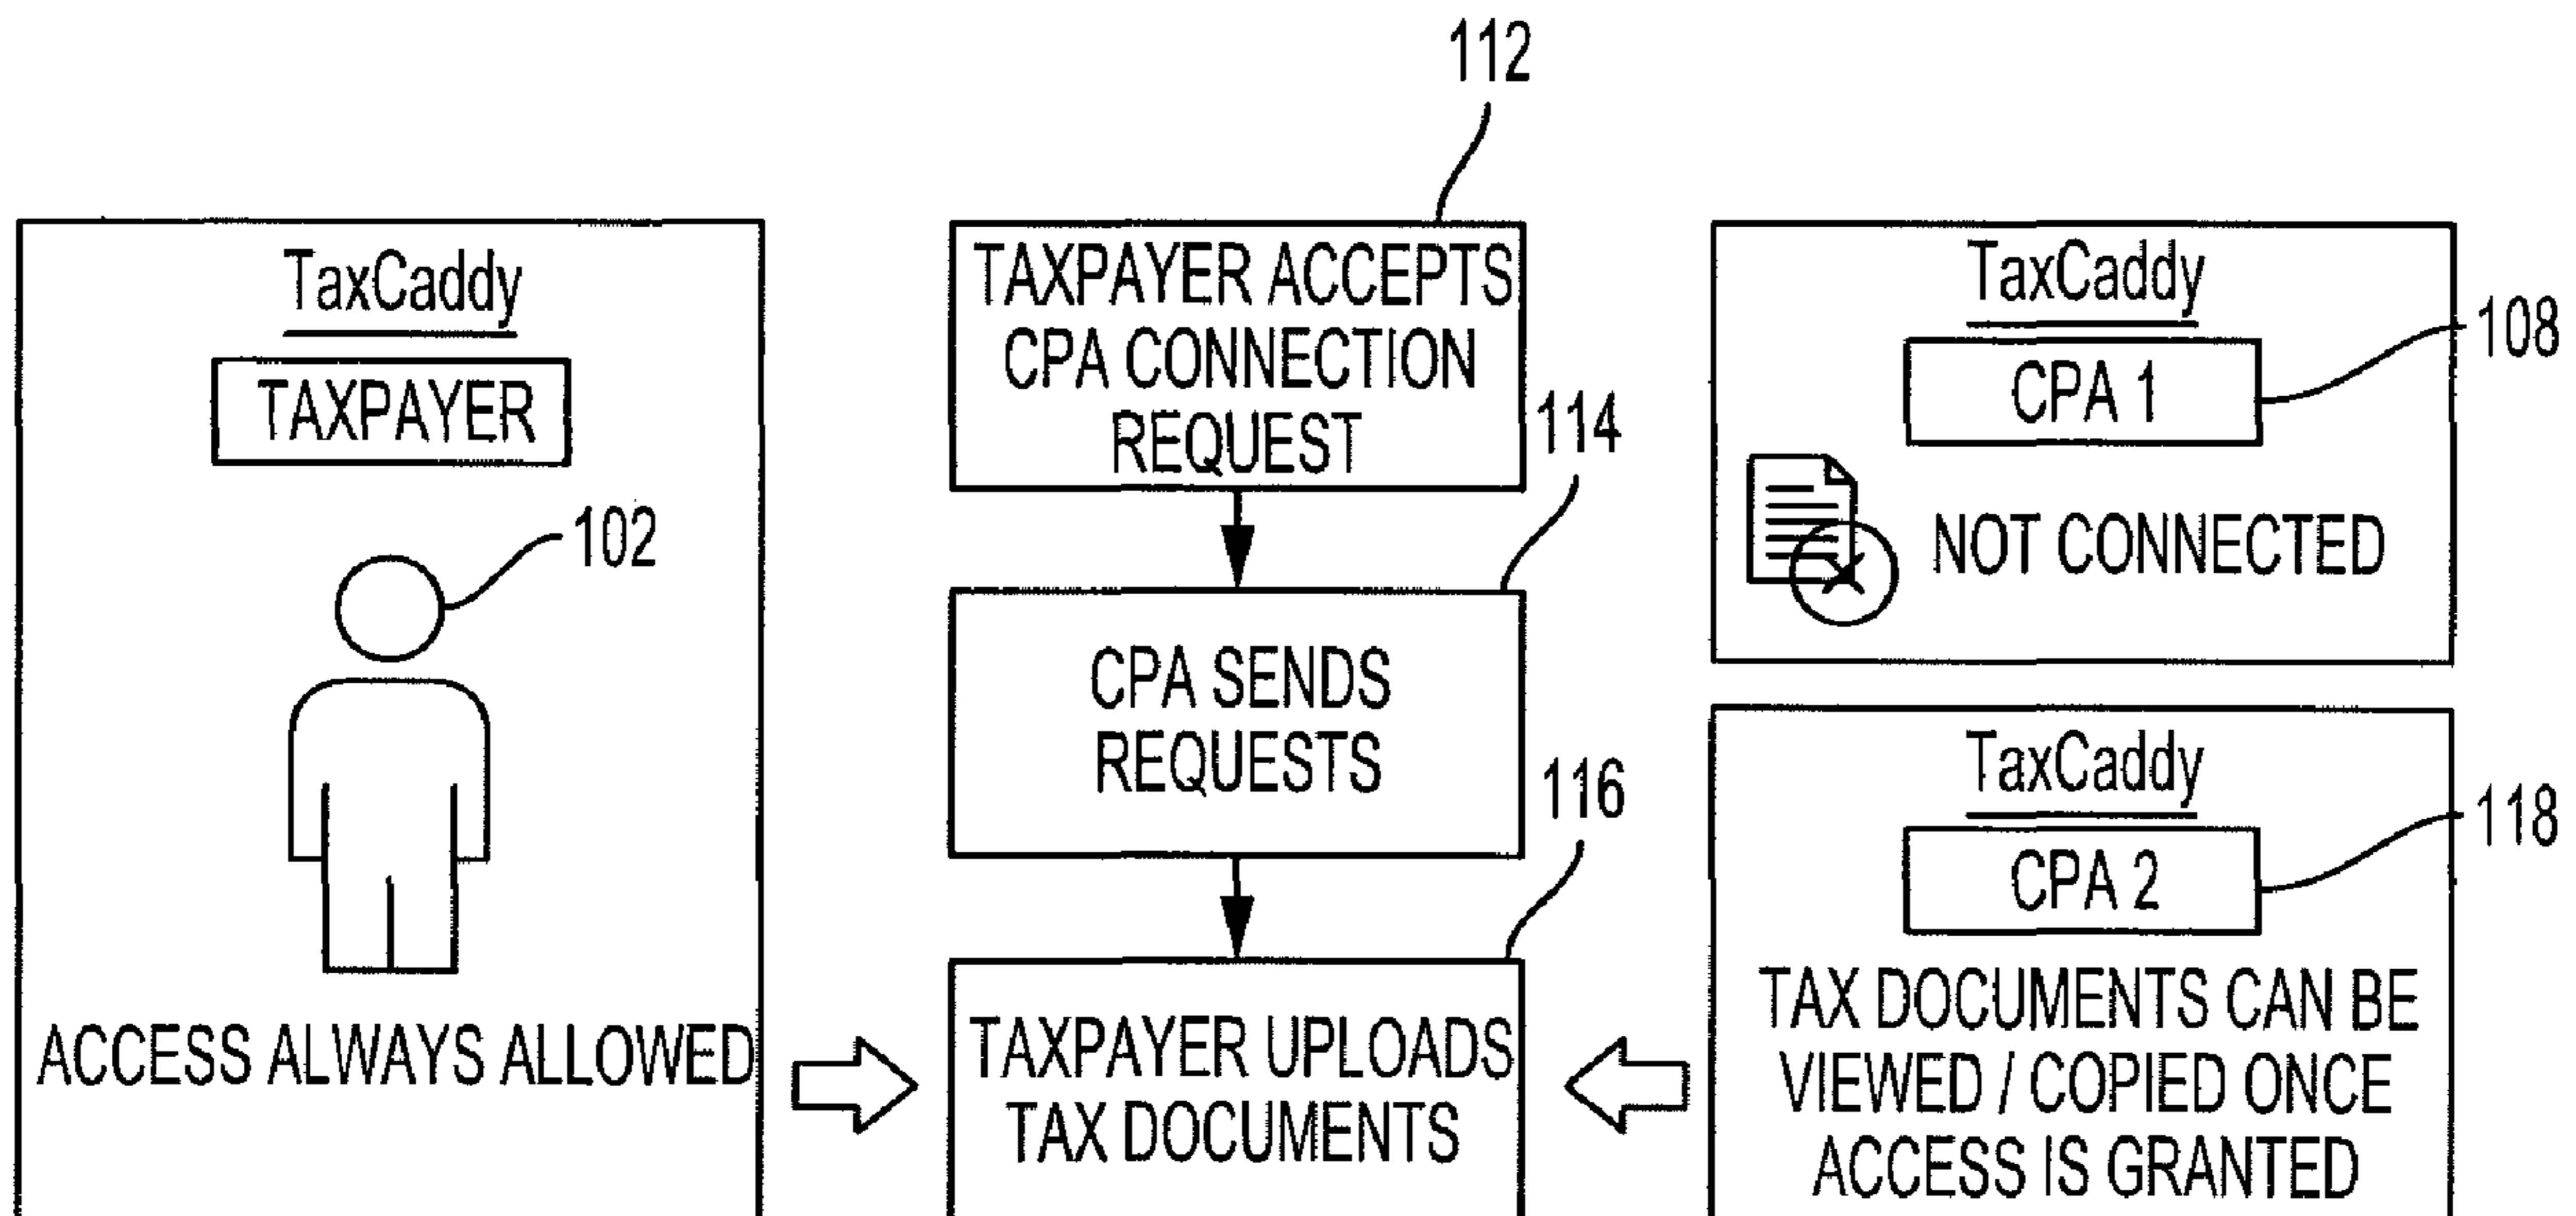 112
TaxCaddy
TAXPAYER
102
ACCESS ALWAYS ALLOWED
TAXPAYER ACCEPTS
CPA CONNECTION
REQUEST
114
CPA SENDS
REQUESTS
116
TAXPAYER UPLOADS
TAX DOCUMENTS
TaxCaddy
CPA 1
108
NOT CONNECTED
TaxCaddy
CPA 2
118
TAX DOCUMENTS CAN BE
VIEWED / COPIED ONCE
ACCESS IS GRANTED